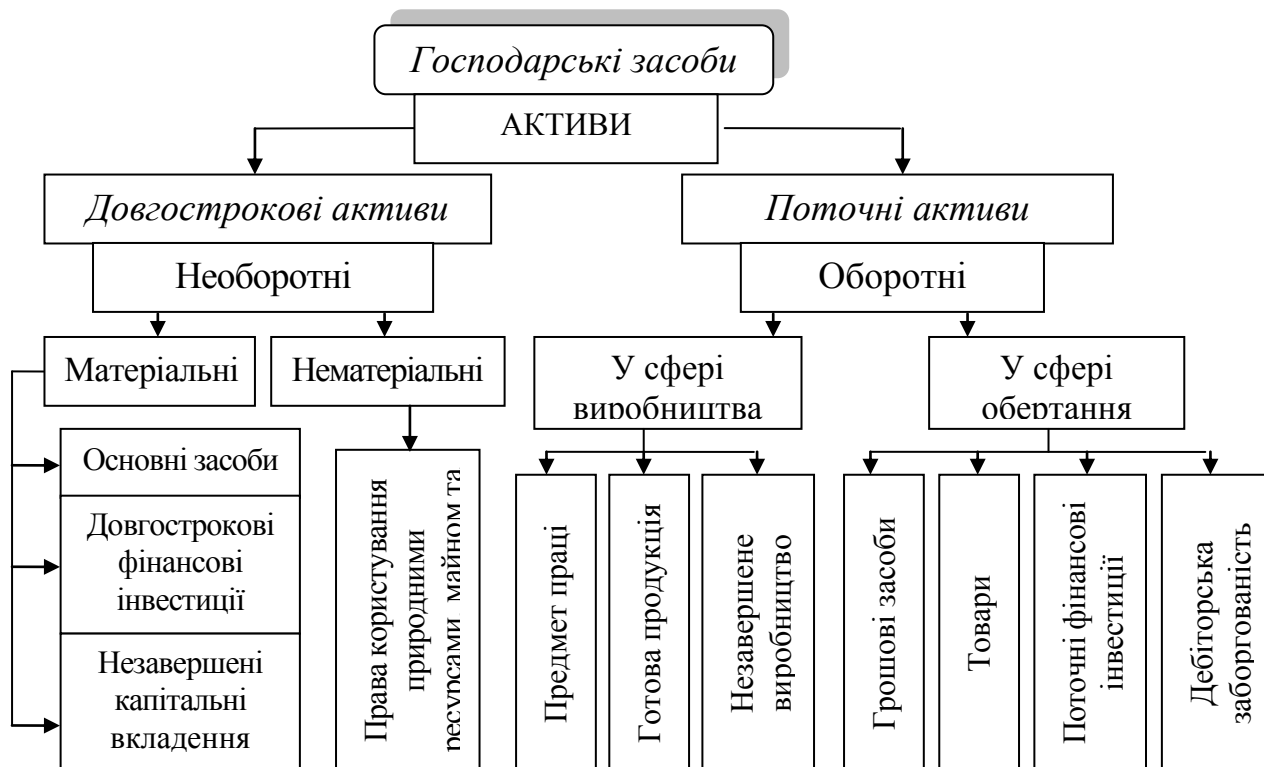 Господарські засоби
АКТИВИ
Довгострокові активи
Поточні активи
Необоротні
Оборотні
Матеріальні
Нематеріальні
У сфері
виробництва
У сфері
обертання
Основні засоби
Довгострокові
фінансові
інвестиції
Незавершені
капітальні
вкладення
Права користування
природними
ресурсами майном та
Предмет праці
Готова продукція
Незавершене
виробництво
Грошові засоби
Товари
Поточні фінансові
інвестиції
Дебіторська
заборгованість